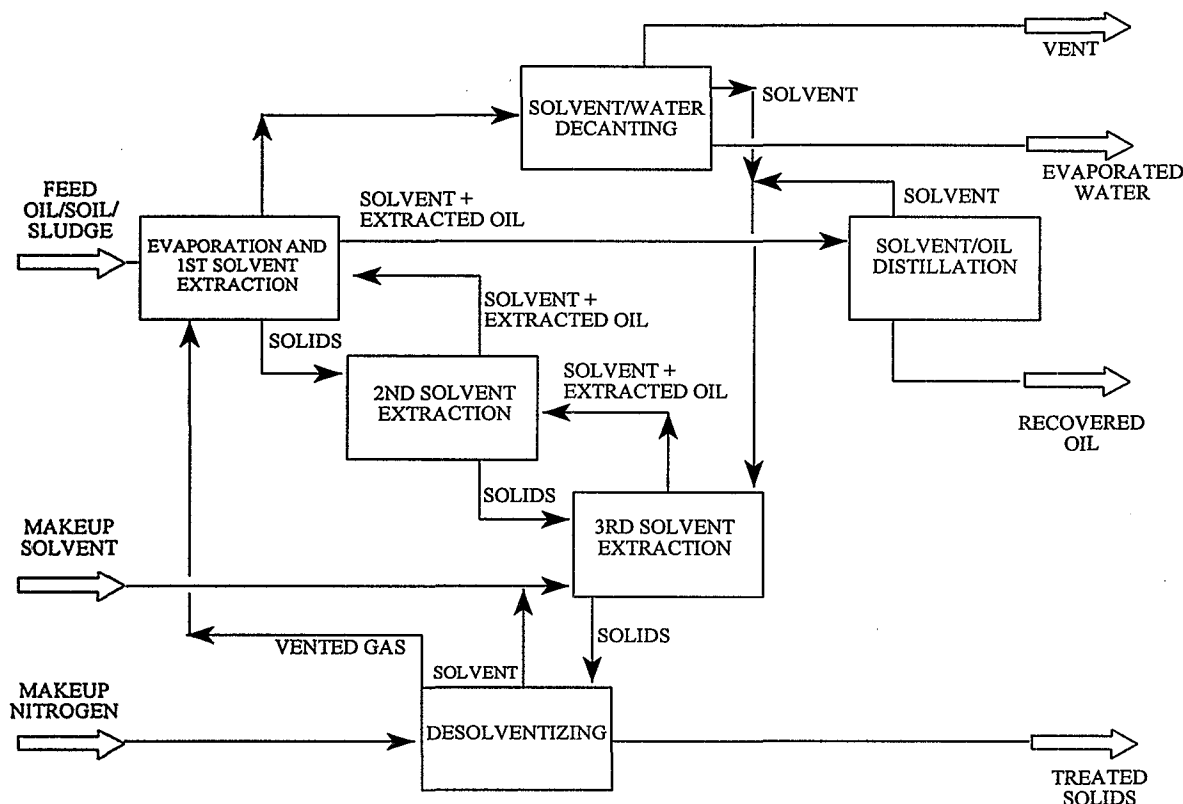 VENT
SOLVENT/WATER
DECANTING
SOLVENT
EVAPORATED
WATER
FEED
OIL/SOIL/
SLUDGE
SOLVENT +
EXTRACTED OIL
SOLVENT
EVAPORATION AND
1ST SOLVENT
EXTRACTION
SOLVENT/OIL
DISTILLATION
SOLVENT +
EXTRACTED OIL
SOLIDS
2ND SOLVENT
EXTRACTION
SOLVENT +
EXTRACTED OIL
RECOVERED
OIL
SOLIDS
MAKEUP
SOLVENT
3RD SOLVENT
EXTRACTION
SOLIDS
VENTED GAS
SOLVENT
MAKEUP
NITROGEN
DESOLVENTIZING
TREATED
SOLIDS